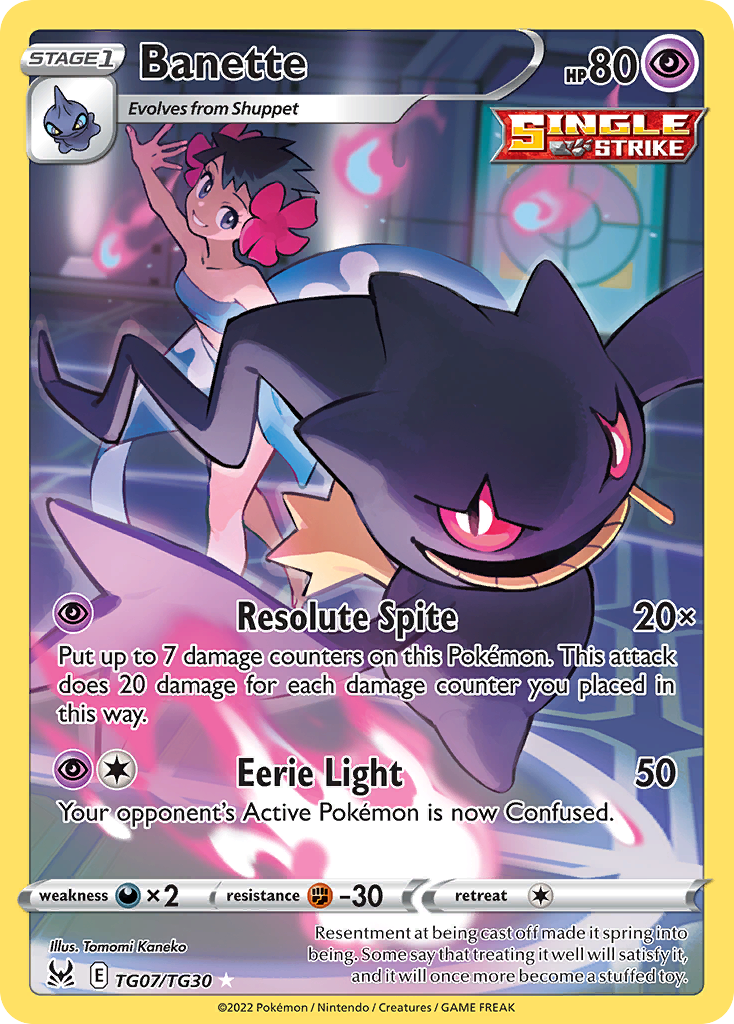 STAGE 1
Banette
HP 80
Evolves from Shuppet
SINGLE
STRIKE
Resolute Spite 20×
Put up to 7 damage counters on this Pokémon. This attack
does 20 damage for each damage counter you placed in
this way.
Eerie Light 50
Your opponent's Active Pokémon is now Confused.
weakness ×2 resistance -30 retreat
Illus. Tomomi Kaneko
Resentment at being cast off made it spring into
being. Some say that treating it well will satisfy it,
and it will once more become a stuffed toy.
E TG07/TG30
©2022 Pokémon / Nintendo / Creatures / GAME FREAK